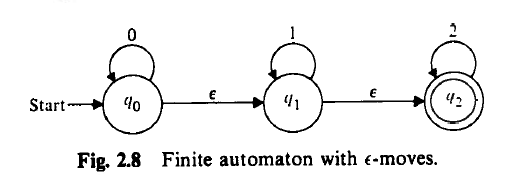 0 1 2
Start q₀ ϵ q₁ ϵ q₂
Fig. 2.8 Finite automaton with ϵ-moves.